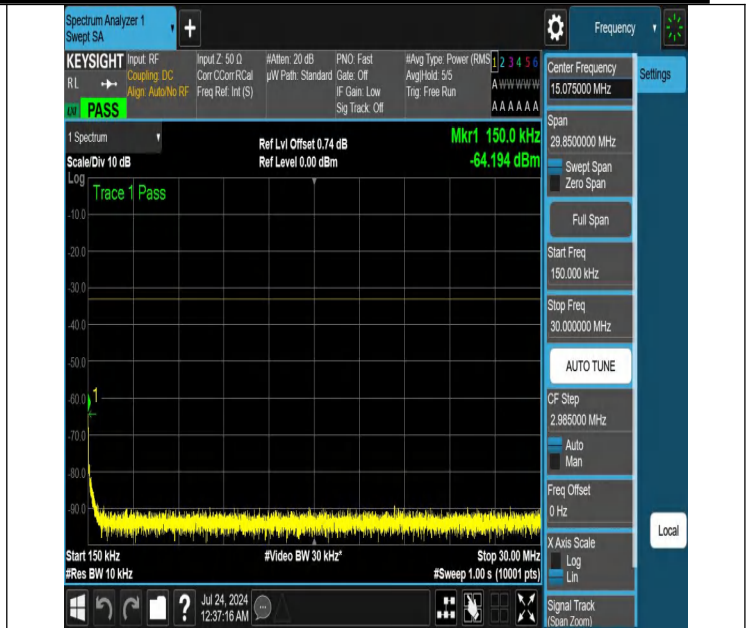 Spectrum Analyzer 1
Swept SA
+
Frequency
KEYSIGHT
RL
PASS
Input: RF
Coupling: DC
Align: Auto/No RF
Input Z: 50 Ω
Corr CCorr RCal
Freq Ref: Int (S)
#Atten: 20 dB
µW Path: Standard
PNO: Fast
Gate: Off
IF Gain: Low
Sig Track: Off
#Avg Type: Power (RMS
Avg|Hold: 5/5
Trig: Free Run
1 2 3 4 5 6
A W W W W W
A A A A A A
1 Spectrum
Scale/Div 10 dB
Log
Ref Lvl Offset 0.74 dB
Ref Level 0.00 dBm
Mkr1 150.0 kHz
-64.194 dBm
Trace 1 Pass
-10.0
-20.0
-30.0
-40.0
-50.0
-60.0
1
-70.0
-80.0
-90.0
Start 150 kHz
#Res BW 10 kHz
#Video BW 30 kHz*
Stop 30.00 MHz
#Sweep 1.00 s (10001 pts)
Center Frequency
15.075000 MHz
Settings
Span
29.8500000 MHz
Swept Span
Zero Span
Full Span
Start Freq
150.000 kHz
Stop Freq
30.000000 MHz
AUTO TUNE
CF Step
2.985000 MHz
Auto
Man
Freq Offset
0 Hz
Local
X Axis Scale
Log
Lin
Signal Track
(Span Zoom)
?
Jul 24, 2024
12:37:16 AM